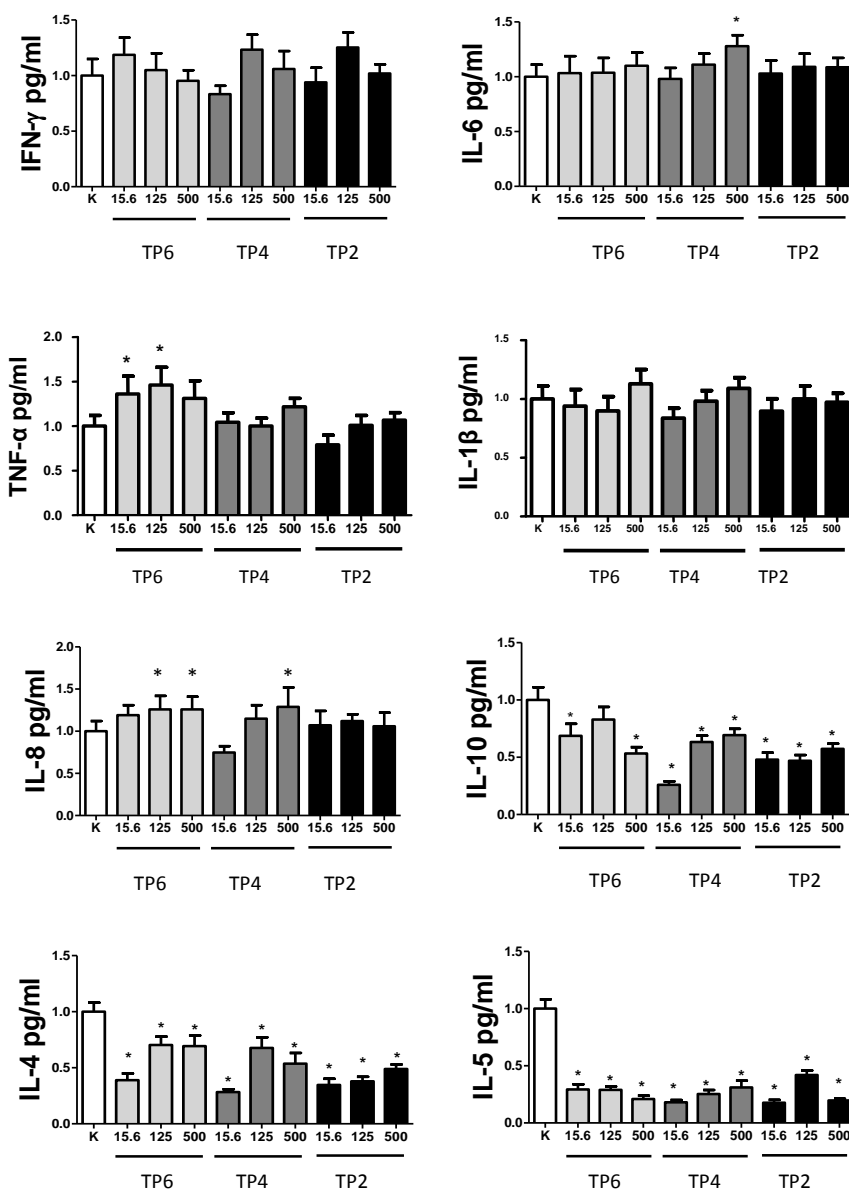 IFN-γ pg/ml
1.5
1.0
0.5
0.0
K 15.6 125 500 15.6 125 500 15.6 125 500
TP6 TP4 TP2
IL-6 pg/ml
1.5
*
1.0
0.5
0.0
K 15.6 125 500 15.6 125 500 15.6 125 500
TP6 TP4 TP2
TNF-α pg/ml
2.0
* *
1.5
1.0
0.5
0.0
K 15.6 125 500 15.6 125 500 15.6 125 500
TP6 TP4 TP2
IL-1β pg/ml
1.5
1.0
0.5
0.0
K 15.6 125 500 15.6 125 500 15.6 125 500
TP6 TP4 TP2
IL-8 pg/ml
2.0
* * *
1.5
1.0
0.5
0.0
K 15.6 125 500 15.6 125 500 15.6 125 500
TP6 TP4 TP2
IL-10 pg/ml
1.5
1.0
* * * * * * * *
0.5
0.0
K 15.6 125 500 15.6 125 500 15.6 125 500
TP6 TP4 TP2
IL-4 pg/ml
1.5
1.0
* * * * * * * * *
0.5
0.0
K 15.6 125 500 15.6 125 500 15.6 125 500
TP6 TP4 TP2
IL-5 pg/ml
1.5
1.0
0.5
* * * * * * * * *
0.0
K 15.6 125 500 15.6 125 500 15.6 125 500
TP6 TP4 TP2